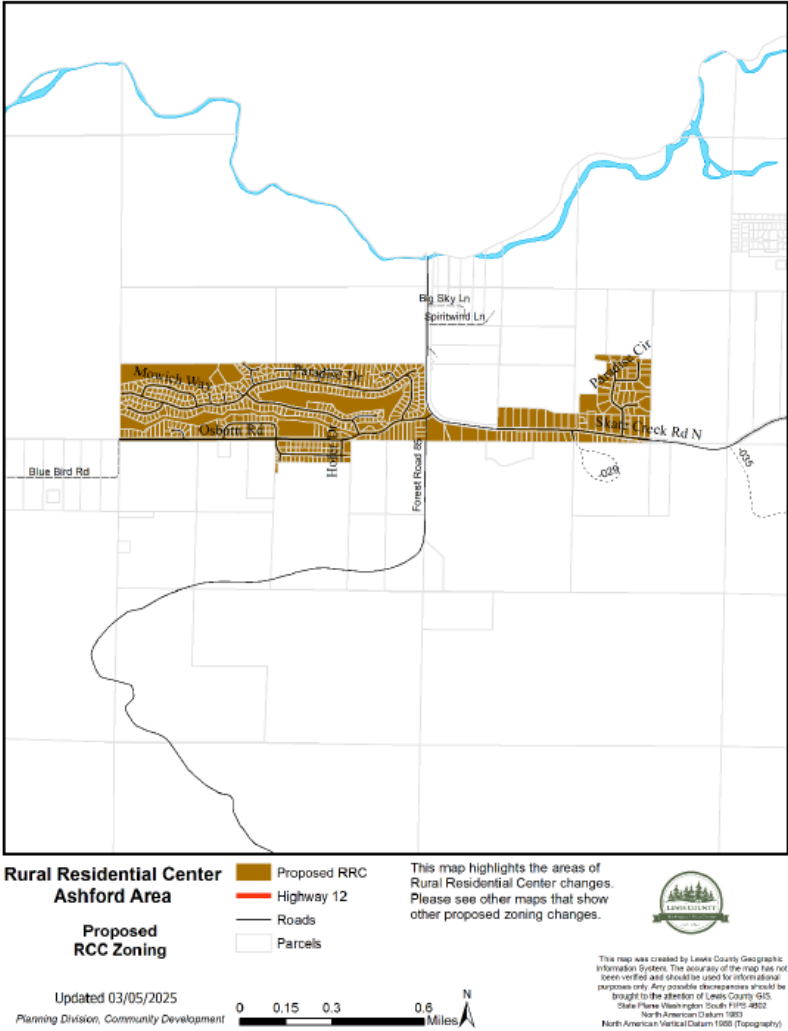 Big Sky Ln
Spiritwind Ln
Paradise Cir
Mowich Way
Paradise Dr
Skate Creek Rd N
Osborn Rd
Hofer Dr
Forest Road 85
-029
-035
Blue Bird Rd
Rural Residential Center
Ashford Area
Proposed
RCC Zoning
Updated 03/05/2025
Planning Division, Community Development
Proposed RRC
Highway 12
Roads
Parcels
0 0.15 0.3 0.6
Miles
N
This map highlights the areas of
Rural Residential Center changes.
Please see other maps that show
other proposed zoning changes.
LEWIS COUNTY
This map was created by Lewis County Geographic
Information System. The accuracy of the map has not
been verified and should be used for informational
purposes only. Any possible discrepancies should be
brought to the attention of Lewis County GIS.
State Plane Washington South FIPS 4602
North American Datum 1983
North American Vertical Datum 1988 (Topography)